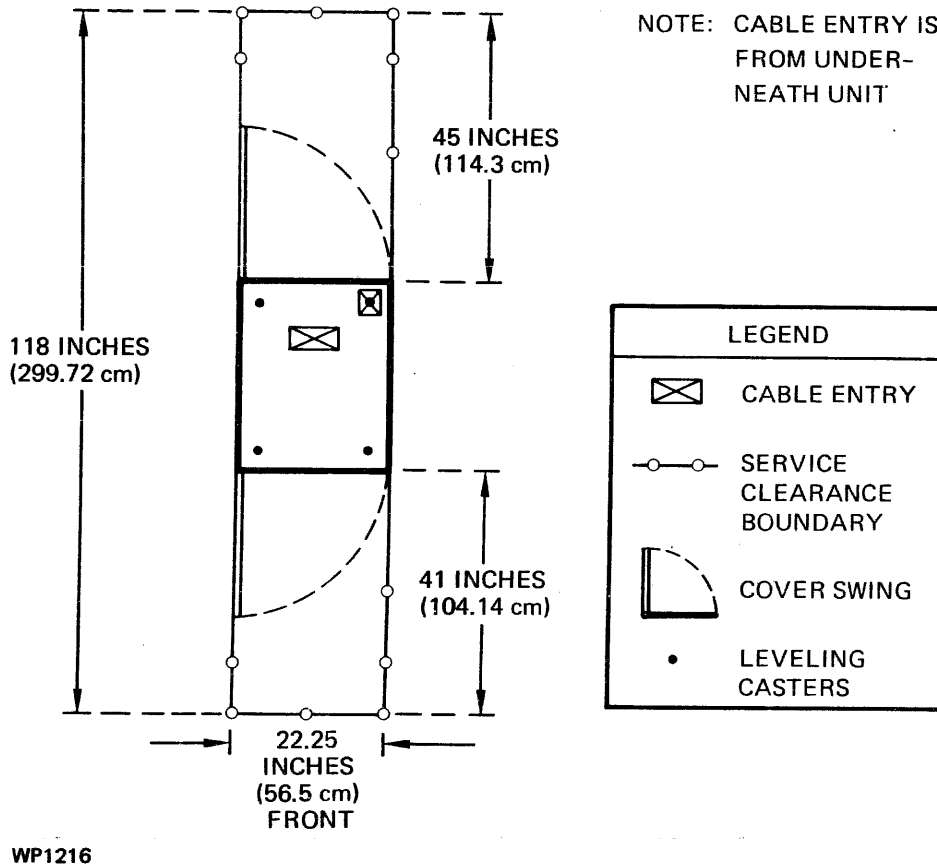 NOTE: CABLE ENTRY IS
FROM UNDER-
NEATH UNIT
45 INCHES
(114.3 cm)
118 INCHES
(299.72 cm)
41 INCHES
(104.14 cm)
22.25
INCHES
(56.5 cm)
FRONT
LEGEND
CABLE ENTRY
SERVICE
CLEARANCE
BOUNDARY
COVER SWING
LEVELING
CASTERS
WP1216